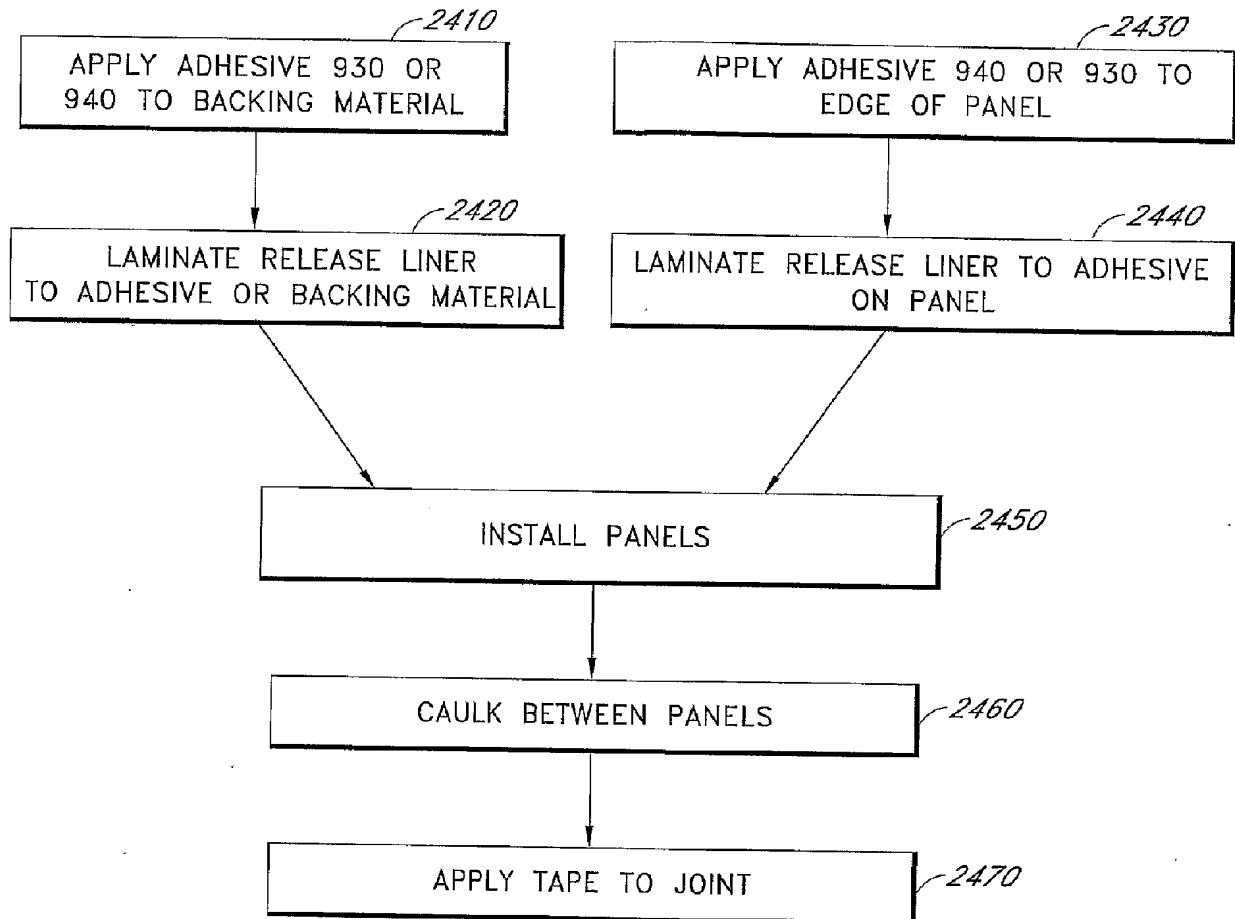 2410
APPLY ADHESIVE 930 OR
940 TO BACKING MATERIAL
2430
APPLY ADHESIVE 940 OR 930 TO
EDGE OF PANEL
2420
LAMINATE RELEASE LINER
TO ADHESIVE OR BACKING MATERIAL
2440
LAMINATE RELEASE LINER TO ADHESIVE
ON PANEL
INSTALL PANELS
2450
CAULK BETWEEN PANELS
2460
APPLY TAPE TO JOINT
2470